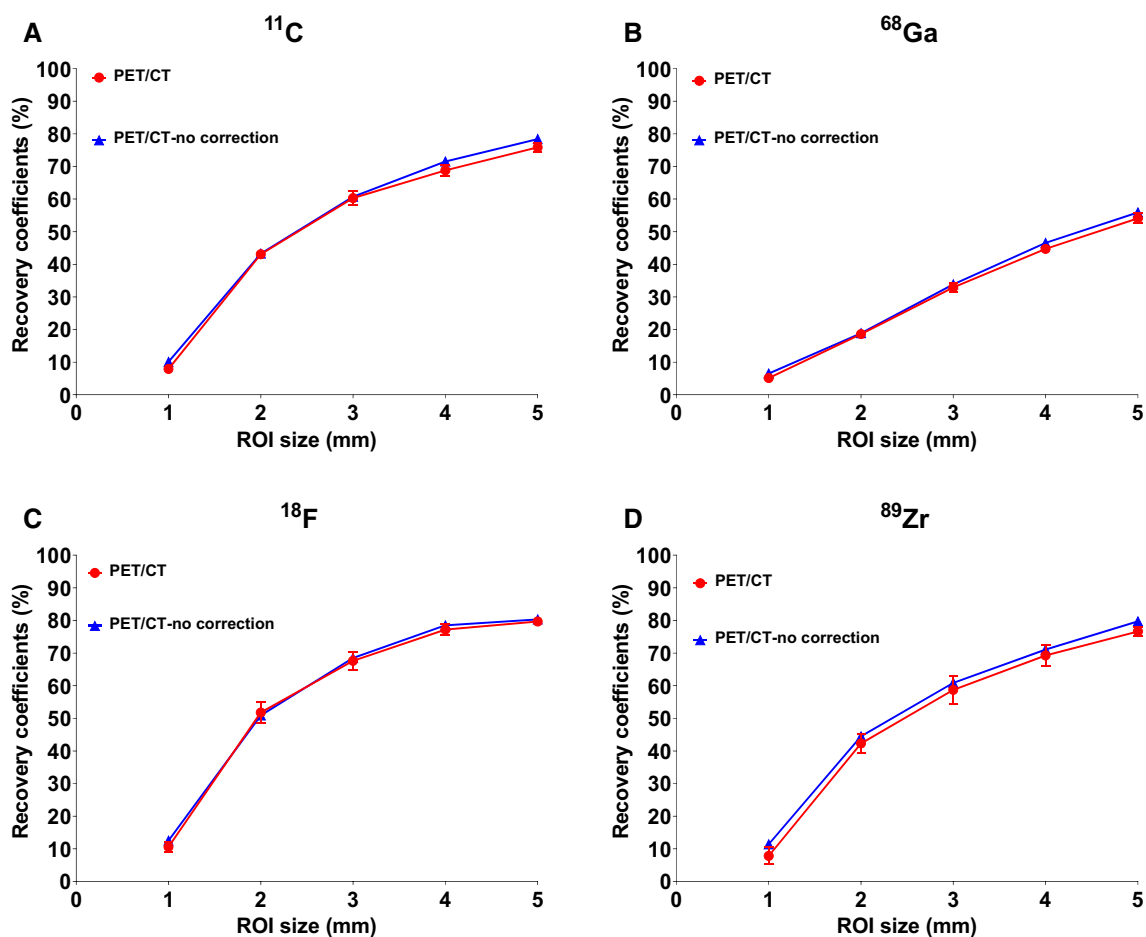 A
¹¹C
PET/CT
PET/CT-no correction
Recovery coefficients (%)
100
90
80
70
60
50
40
30
20
10
0
0 1 2 3 4 5
ROI size (mm)
B
⁶⁸Ga
PET/CT
PET/CT-no correction
Recovery coefficients (%)
100
90
80
70
60
50
40
30
20
10
0
0 1 2 3 4 5
ROI size (mm)
C
¹⁸F
PET/CT
PET/CT-no correction
Recovery coefficients (%)
100
90
80
70
60
50
40
30
20
10
0
0 1 2 3 4 5
ROI size (mm)
D
⁸⁹Zr
PET/CT
PET/CT-no correction
Recovery coefficients (%)
100
90
80
70
60
50
40
30
20
10
0
0 1 2 3 4 5
ROI size (mm)